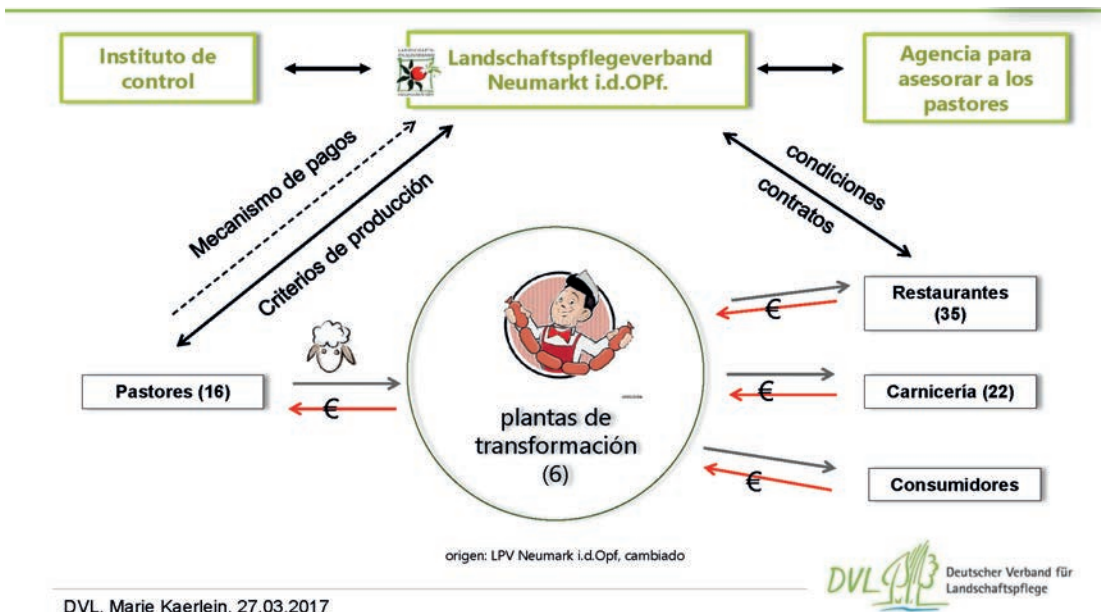 Instituto de
control
Landschaftspflegeverband
Neumarkt i.d.OPf.
Agencia para
asesorar a los
pastores
Mecanismo de pagos
Criterios de producción
condiciones
contratos
Restaurantes
(35)
€
Pastores (16)
€
plantas de
transformación
(6)
Carnicería (22)
€
Consumidores
€
origen: LPV Neumark i.d.Opf, cambiado
DVL
Deutscher Verband für
Landschaftspflege
DVL, Marie Kaerlein, 27.03.2017